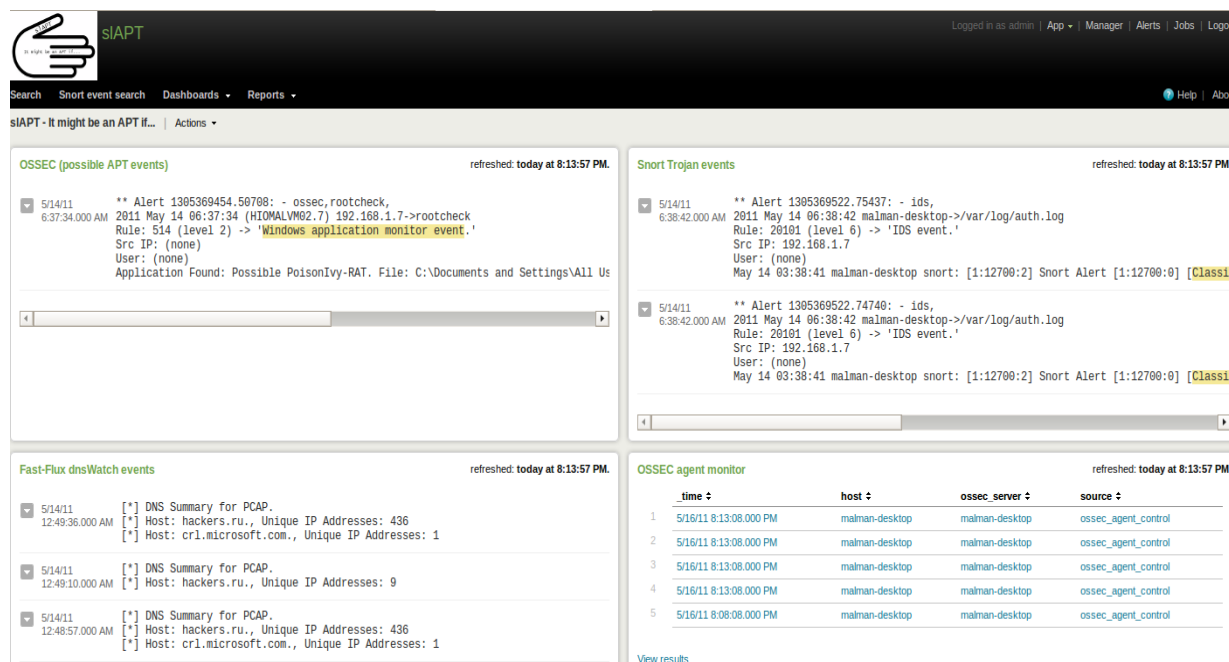 slAPT
It might be an APT if...
slAPT
Logged in as admin | App | Manager | Alerts | Jobs | Logo
Search Snort event search Dashboards Reports
Help | Abo
slAPT - It might be an APT if... | Actions
OSSEC (possible APT events)
refreshed: today at 8:13:57 PM.
5/14/11
6:37:34.000 AM
** Alert 1305369454.50708: - ossec,rootcheck,
2011 May 14 06:37:34 (HIOMALVM02.7) 192.168.1.7->rootcheck
Rule: 514 (level 2) -> 'Windows application monitor event.'
Src IP: (none)
User: (none)
Application Found: Possible PoisonIvy-RAT. File: C:\Documents and Settings\All Us
Snort Trojan events
refreshed: today at 8:13:57 PM
5/14/11
6:38:42.000 AM
** Alert 1305369522.75437: - ids,
2011 May 14 06:38:42 malman-desktop->/var/log/auth.log
Rule: 20101 (level 6) -> 'IDS event.'
Src IP: 192.168.1.7
User: (none)
May 14 03:38:41 malman-desktop snort: [1:12700:2] Snort Alert [1:12700:0] [Classi
5/14/11
6:38:42.000 AM
** Alert 1305369522.74740: - ids,
2011 May 14 06:38:42 malman-desktop->/var/log/auth.log
Rule: 20101 (level 6) -> 'IDS event.'
Src IP: 192.168.1.7
User: (none)
May 14 03:38:41 malman-desktop snort: [1:12700:2] Snort Alert [1:12700:0] [Classi
Fast-Flux dnsWatch events
refreshed: today at 8:13:57 PM.
5/14/11
12:49:36.000 AM
[*] DNS Summary for PCAP.
[*] Host: hackers.ru., Unique IP Addresses: 436
[*] Host: crl.microsoft.com., Unique IP Addresses: 1
5/14/11
12:49:10.000 AM
[*] DNS Summary for PCAP.
[*] Host: hackers.ru., Unique IP Addresses: 9
5/14/11
12:48:57.000 AM
[*] DNS Summary for PCAP.
[*] Host: hackers.ru., Unique IP Addresses: 436
[*] Host: crl.microsoft.com., Unique IP Addresses: 1
OSSEC agent monitor
refreshed: today at 8:13:57 PM
_time host ossec_server source
1 5/16/11 8:13:08.000 PM malman-desktop malman-desktop ossec_agent_control
2 5/16/11 8:13:08.000 PM malman-desktop malman-desktop ossec_agent_control
3 5/16/11 8:13:08.000 PM malman-desktop malman-desktop ossec_agent_control
4 5/16/11 8:13:08.000 PM malman-desktop malman-desktop ossec_agent_control
5 5/16/11 8:08:08.000 PM malman-desktop malman-desktop ossec_agent_control
View results